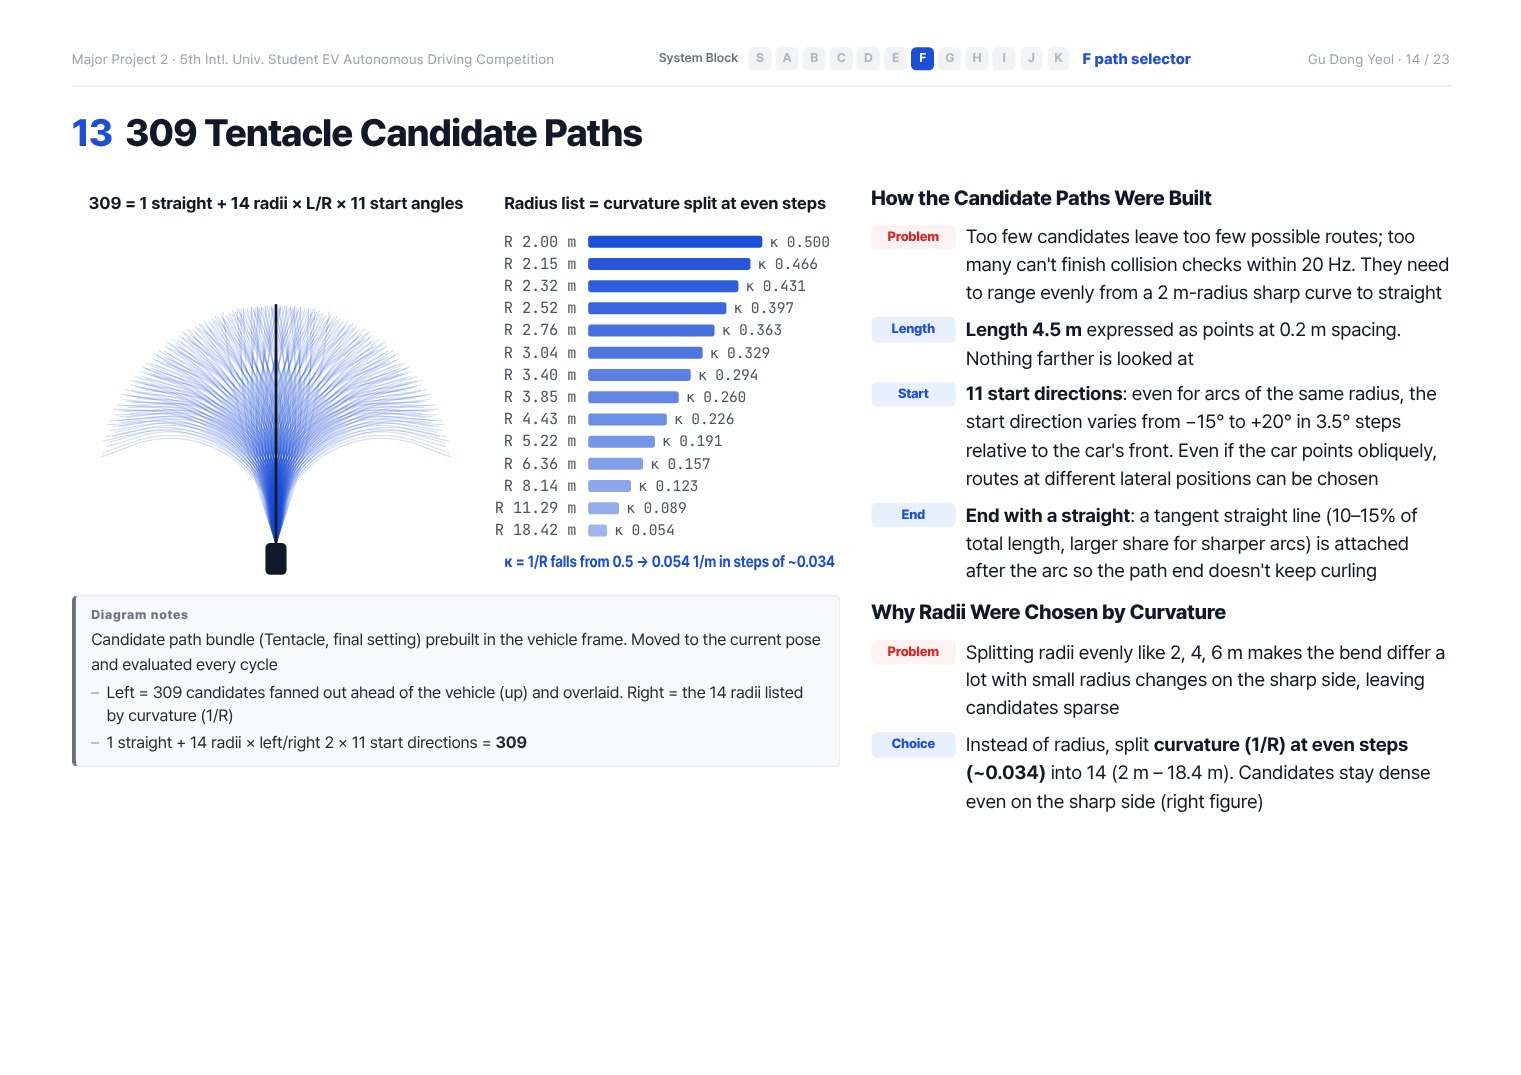 Major Project 2 · 5th Intl. Univ. Student EV Autonomous Driving Competition
System Block S A B C D E F G H I J K F path selector
Gu Dong Yeol · 14 / 23
13 309 Tentacle Candidate Paths
309 = 1 straight + 14 radii × L/R × 11 start angles
Radius list = curvature split at even steps
R 2.00 m κ 0.500
R 2.15 m κ 0.466
R 2.32 m κ 0.431
R 2.52 m κ 0.397
R 2.76 m κ 0.363
R 3.04 m κ 0.329
R 3.40 m κ 0.294
R 3.85 m κ 0.260
R 4.43 m κ 0.226
R 5.22 m κ 0.191
R 6.36 m κ 0.157
R 8.14 m κ 0.123
R 11.29 m κ 0.089
R 18.42 m κ 0.054
κ = 1/R falls from 0.5 → 0.054 1/m in steps of ~0.034
Diagram notes
Candidate path bundle (Tentacle, final setting) prebuilt in the vehicle frame. Moved to the current pose
and evaluated every cycle
– Left = 309 candidates fanned out ahead of the vehicle (up) and overlaid. Right = the 14 radii listed
by curvature (1/R)
– 1 straight + 14 radii × left/right 2 × 11 start directions = 309
How the Candidate Paths Were Built
Problem Too few candidates leave too few possible routes; too
many can't finish collision checks within 20 Hz. They need
to range evenly from a 2 m-radius sharp curve to straight
Length Length 4.5 m expressed as points at 0.2 m spacing.
Nothing farther is looked at
Start 11 start directions: even for arcs of the same radius, the
start direction varies from −15° to +20° in 3.5° steps
relative to the car's front. Even if the car points obliquely,
routes at different lateral positions can be chosen
End End with a straight: a tangent straight line (10–15% of
total length, larger share for sharper arcs) is attached
after the arc so the path end doesn't keep curling
Why Radii Were Chosen by Curvature
Problem Splitting radii evenly like 2, 4, 6 m makes the bend differ a
lot with small radius changes on the sharp side, leaving
candidates sparse
Choice Instead of radius, split curvature (1/R) at even steps
(~0.034) into 14 (2 m – 18.4 m). Candidates stay dense
even on the sharp side (right figure)